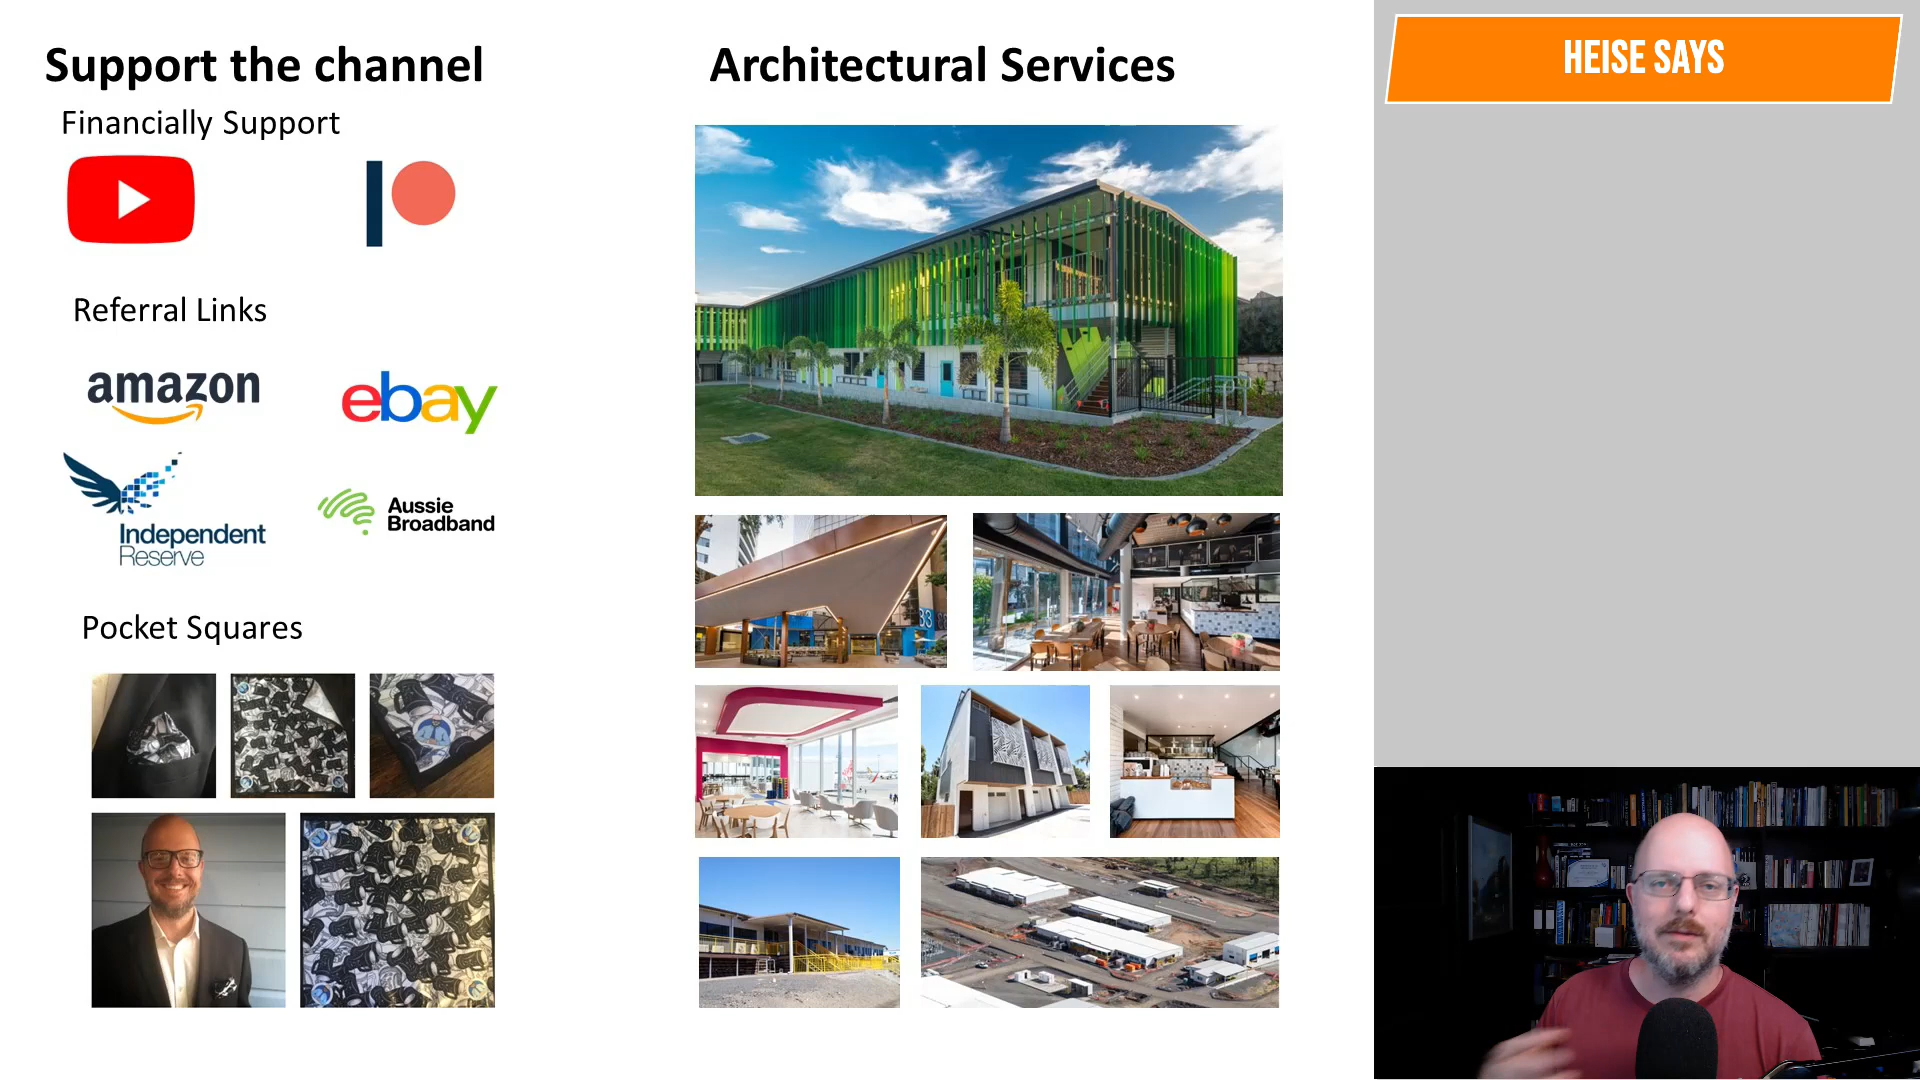 Support the channel
Financially Support
Referral Links
amazon
ebay
Independent
Reserve
Aussie
Broadband
Pocket Squares
Architectural Services
33
HEISE SAYS